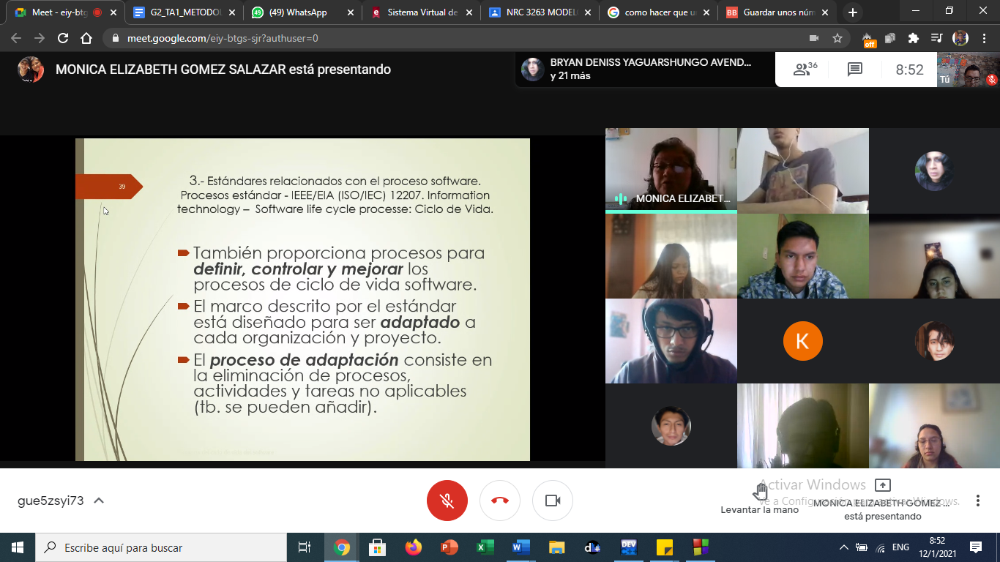 Meet - eiy-btg
G2_TA1_METODOL
(49) WhatsApp
Sistema Virtual de
NRC 3263 MODEL
como hacer que u
Guardar unos núm
meet.google.com/eiy-btgs-sjr?authuser=0
off
MONICA ELIZABETH GOMEZ SALAZAR está presentando
BRYAN DENISS YAGUARSHUNGO AVEND...
y 21 más
36
8:52
Tú
39
3.- Estándares relacionados con el proceso software.
Procesos estándar - IEEE/EIA (ISO/IEC) 12207. Information
technology – Software life cycle processe: Ciclo de Vida.
También proporciona procesos para
definir, controlar y mejorar los
procesos de ciclo de vida software.
El marco descrito por el estándar
está diseñado para ser adaptado a
cada organización y proyecto.
El proceso de adaptación consiste en
la eliminación de procesos,
actividades y tareas no aplicables
(tb. se pueden añadir).
MONICA ELIZABET...
K
gue5zsyi73
Activar Windows
Ve a Configuración para activar Windows.
Levantar la mano
MONICA ELIZABETH GOMEZ...
está presentando
Escribe aquí para buscar
DEV
ENG
8:52
12/1/2021